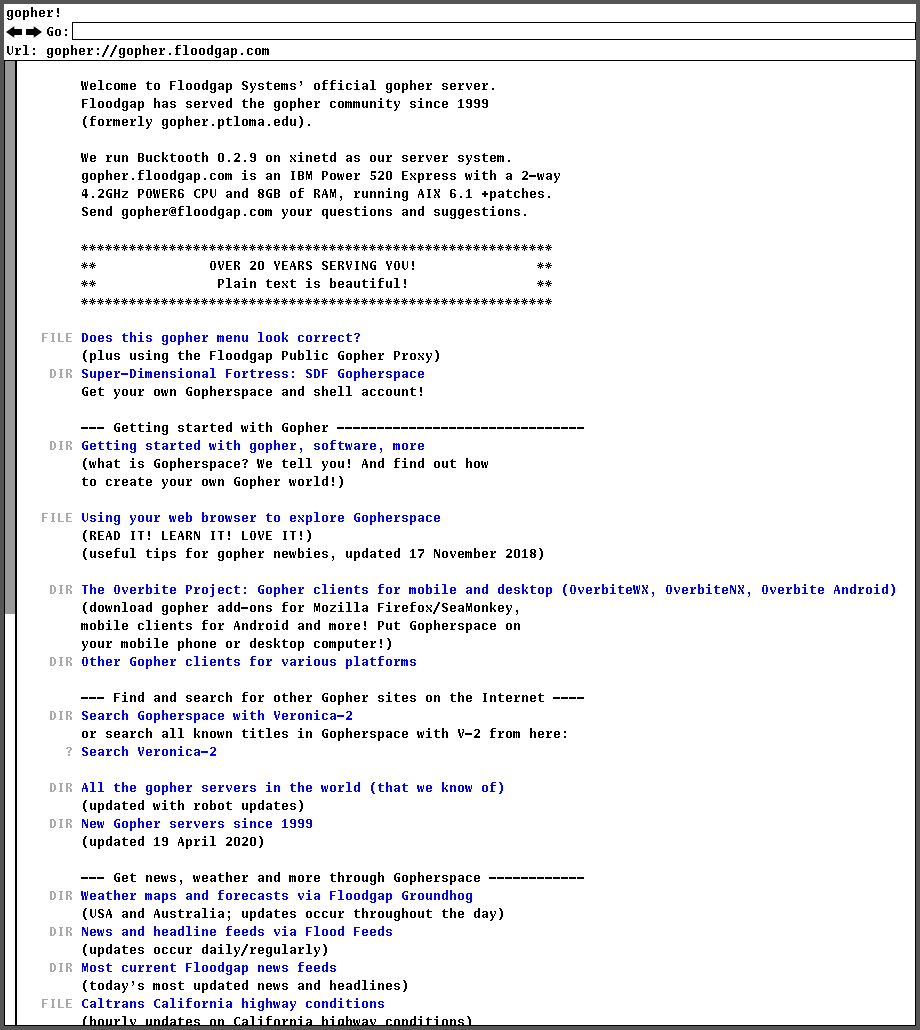 gopher!
Go:
Url: gopher://gopher.floodgap.com
Welcome to Floodgap Systems' official gopher server.
Floodgap has served the gopher community since 1999
(formerly gopher.ptloma.edu).
We run Bucktooth 0.2.9 on xinetd as our server system.
gopher.floodgap.com is an IBM Power 520 Express with a 2-way
4.2GHz POWER6 CPU and 8GB of RAM, running AIX 6.1 +patches.
Send gopher@floodgap.com your questions and suggestions.
***********************************************************
**              OVER 20 YEARS SERVING YOU!               **
**               Plain text is beautiful!                **
***********************************************************
FILE Does this gopher menu look correct?
(plus using the Floodgap Public Gopher Proxy)
DIR Super-Dimensional Fortress: SDF Gopherspace
Get your own Gopherspace and shell account!
--- Getting started with Gopher -------------------------------
DIR Getting started with gopher, software, more
(what is Gopherspace? We tell you! And find out how
to create your own Gopher world!)
FILE Using your web browser to explore Gopherspace
(READ IT! LEARN IT! LOVE IT!)
(useful tips for gopher newbies, updated 17 November 2018)
DIR The Overbite Project: Gopher clients for mobile and desktop (OverbiteWX, OverbiteNX, Overbite Android)
(download gopher add-ons for Mozilla Firefox/SeaMonkey,
mobile clients for Android and more! Put Gopherspace on
your mobile phone or desktop computer!)
DIR Other Gopher clients for various platforms
--- Find and search for other Gopher sites on the Internet ----
DIR Search Gopherspace with Veronica-2
or search all known titles in Gopherspace with V-2 from here:
? Search Veronica-2
DIR All the gopher servers in the world (that we know of)
(updated with robot updates)
DIR New Gopher servers since 1999
(updated 19 April 2020)
--- Get news, weather and more through Gopherspace ------------
DIR Weather maps and forecasts via Floodgap Groundhog
(USA and Australia; updates occur throughout the day)
DIR News and headline feeds via Flood Feeds
(updates occur daily/regularly)
DIR Most current Floodgap news feeds
(today's most updated news and headlines)
FILE Caltrans California highway conditions
(hourly updates on California highway conditions)